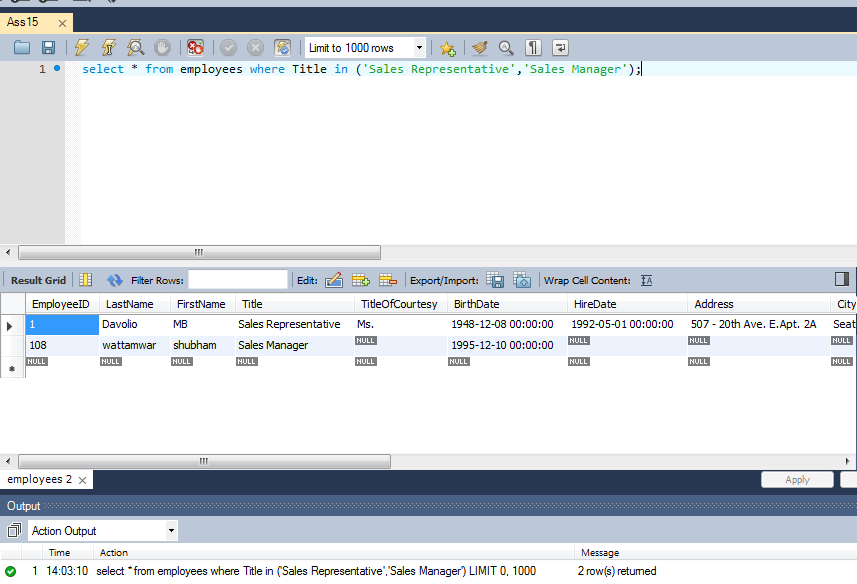 Ass15 ×
Limit to 1000 rows
1 select * from employees where Title in ('Sales Representative','Sales Manager');
Result Grid Filter Rows: Edit: Export/Import: Wrap Cell Content:
EmployeeID LastName FirstName Title TitleOfCourtesy BirthDate HireDate Address City
1 Davolio MB Sales Representative Ms. 1948-12-08 00:00:00 1992-05-01 00:00:00 507 - 20th Ave. E.Apt. 2A Seat
108 wattamwar shubham Sales Manager NULL 1995-12-10 00:00:00 NULL NULL NULL
NULL NULL NULL NULL NULL NULL NULL NULL NULL
employees 2 × Apply
Output
Action Output
Time Action Message
1 14:03:10 select * from employees where Title in ('Sales Representative','Sales Manager') LIMIT 0, 1000 2 row(s) returned